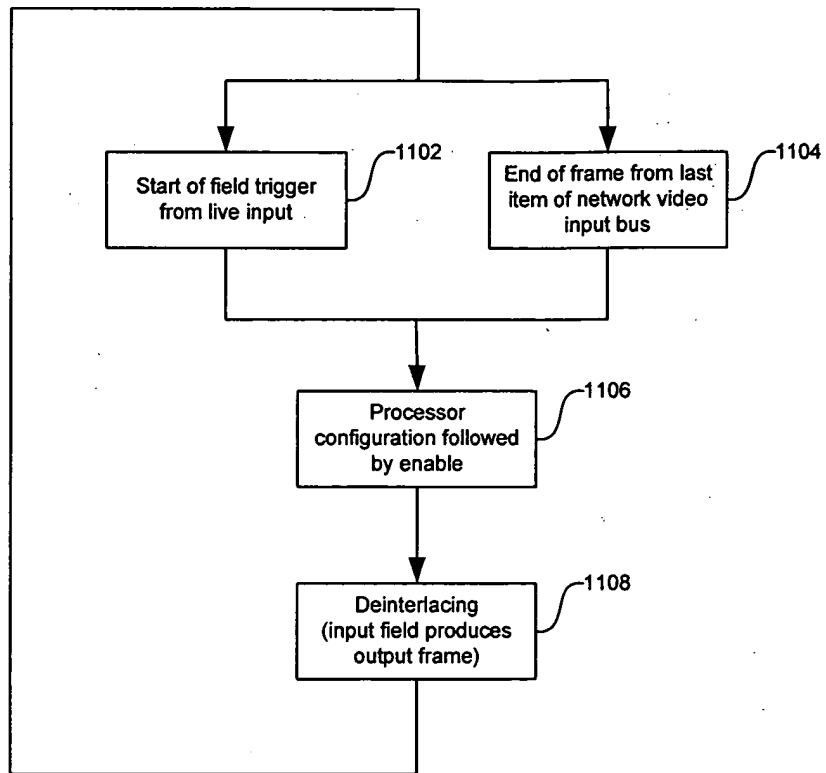 1102
Start of field trigger
from live input
1104
End of frame from last
item of network video
input bus
1106
Processor
configuration followed
by enable
1108
Deinterlacing
(input field produces
output frame)